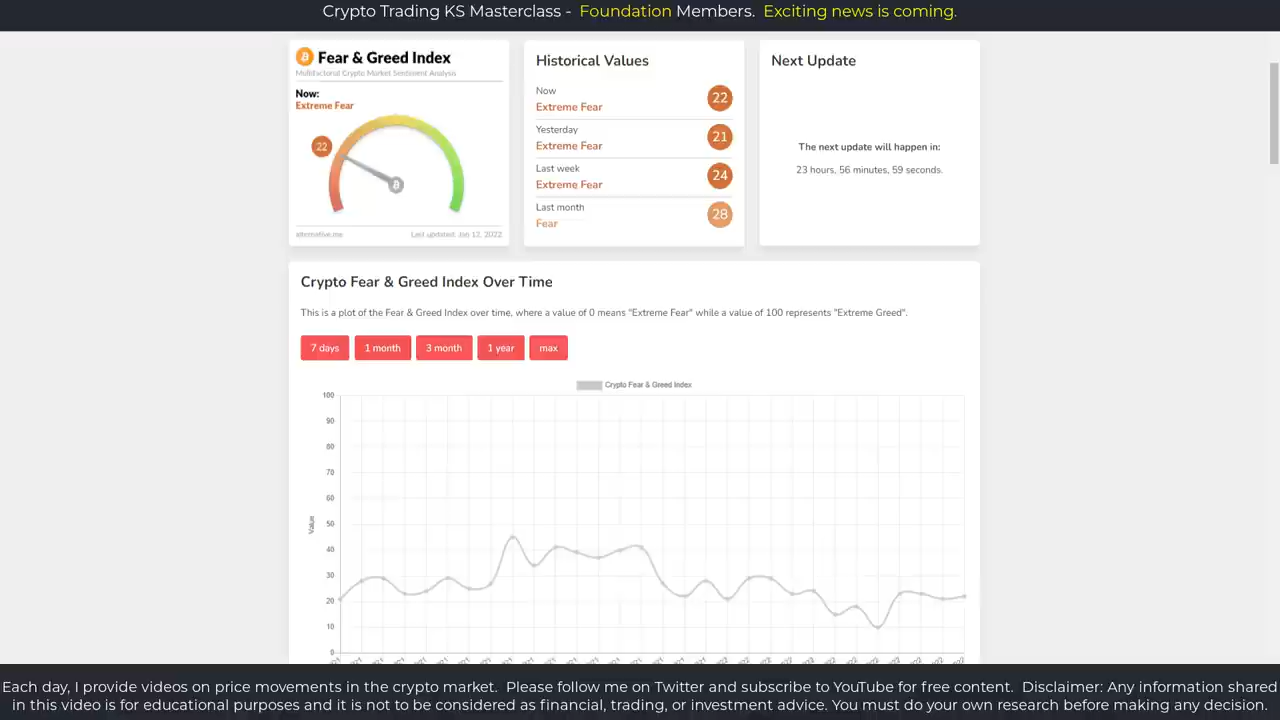 Crypto Trading KS Masterclass - Foundation Members. Exciting news is coming.
Fear & Greed Index
Multifactorial Crypto Market Sentiment Analysis
Now:
Extreme Fear
22
alternative.me
Last updated: Jan 12, 2022
Historical Values
Now
Extreme Fear
22
Yesterday
Extreme Fear
21
Last week
Extreme Fear
24
Last month
Fear
28
Next Update
The next update will happen in:
23 hours, 56 minutes, 59 seconds.
Crypto Fear & Greed Index Over Time
This is a plot of the Fear & Greed Index over time, where a value of 0 means "Extreme Fear" while a value of 100 represents "Extreme Greed".
7 days 1 month 3 month 1 year max
Crypto Fear & Greed Index
100
90
80
70
60
50
40
30
20
10
0
Value
Each day, I provide videos on price movements in the crypto market. Please follow me on Twitter and subscribe to YouTube for free content. Disclaimer: Any information shared
in this video is for educational purposes and it is not to be considered as financial, trading, or investment advice. You must do your own research before making any decision.